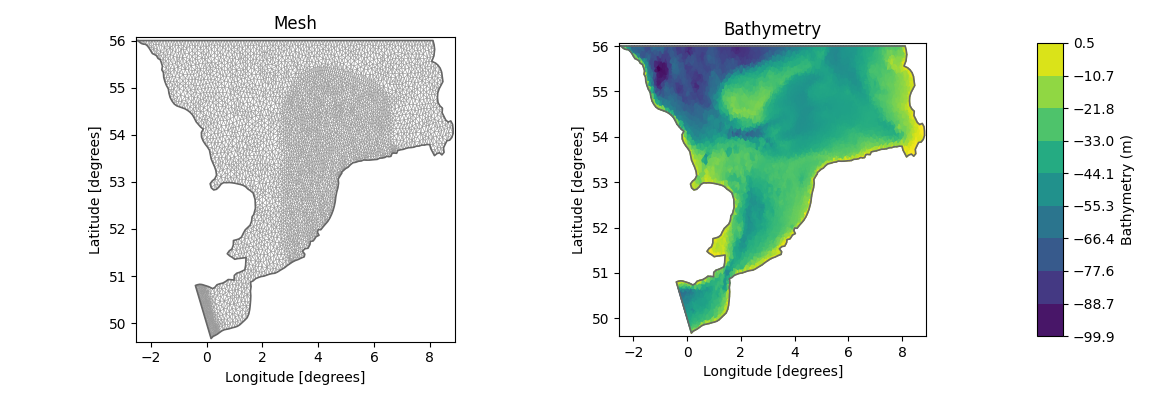 Mesh
56
55
54
53
52
51
50
Latitude [degrees]
−2 0 2 4 6 8
Longitude [degrees]
Bathymetry
56
55
54
53
52
51
50
Latitude [degrees]
−2 0 2 4 6 8
Longitude [degrees]
0.5
−10.7
−21.8
−33.0
−44.1
−55.3
−66.4
−77.6
−88.7
−99.9
Bathymetry (m)